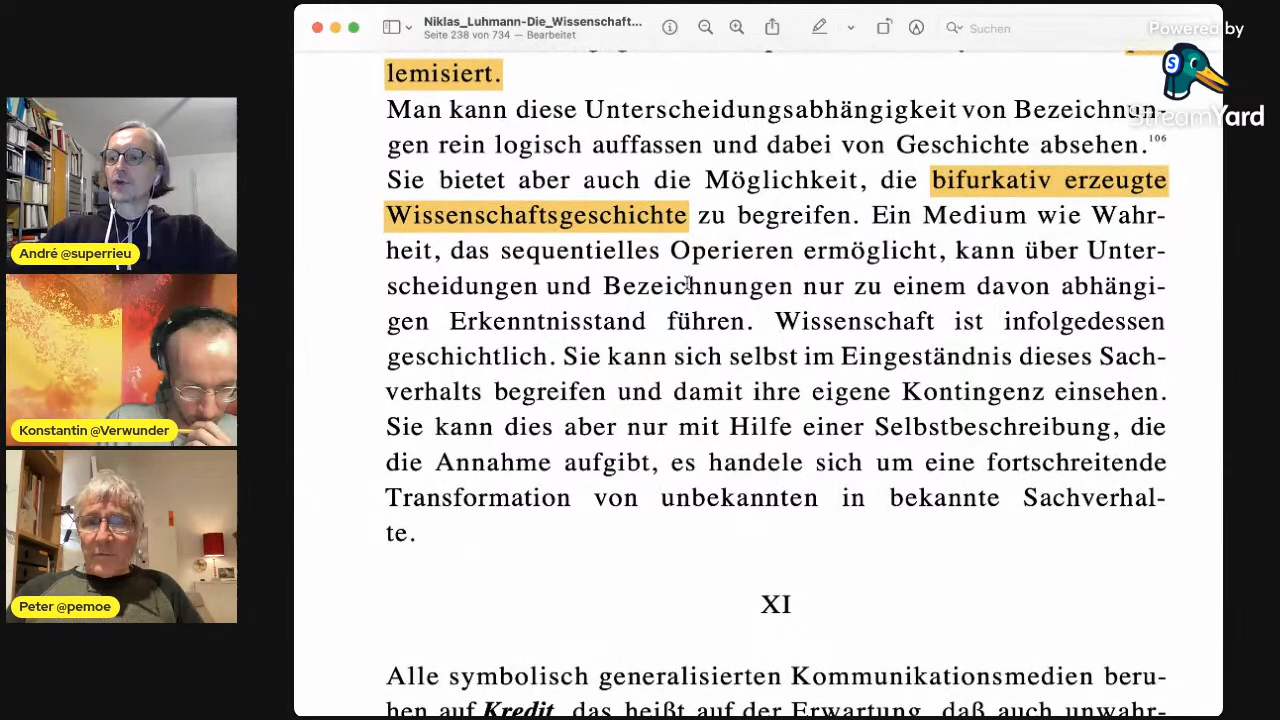 Niklas_Luhmann-Die_Wissenschaft...
Seite 238 von 734 – Bearbeitet
Suchen
Powered by
StreamYard
lemisiert.
Man kann diese Unterscheidungsabhängigkeit von Bezeichnun-
gen rein logisch auffassen und dabei von Geschichte absehen.106
Sie bietet aber auch die Möglichkeit, die bifurkativ erzeugte
Wissenschaftsgeschichte zu begreifen. Ein Medium wie Wahr-
heit, das sequentielles Operieren ermöglicht, kann über Unter-
scheidungen und Bezeichnungen nur zu einem davon abhängi-
gen Erkenntnisstand führen. Wissenschaft ist infolgedessen
geschichtlich. Sie kann sich selbst im Eingeständnis dieses Sach-
verhalts begreifen und damit ihre eigene Kontingenz einsehen.
Sie kann dies aber nur mit Hilfe einer Selbstbeschreibung, die
die Annahme aufgibt, es handele sich um eine fortschreitende
Transformation von unbekannten in bekannte Sachverhal-
te.
XI
Alle symbolisch generalisierten Kommunikationsmedien beru-
hen auf Kredit, das heißt auf der Erwartung, daß auch unwahr-
André @superrieu
Konstantin @Verwunder
Peter @pemoe